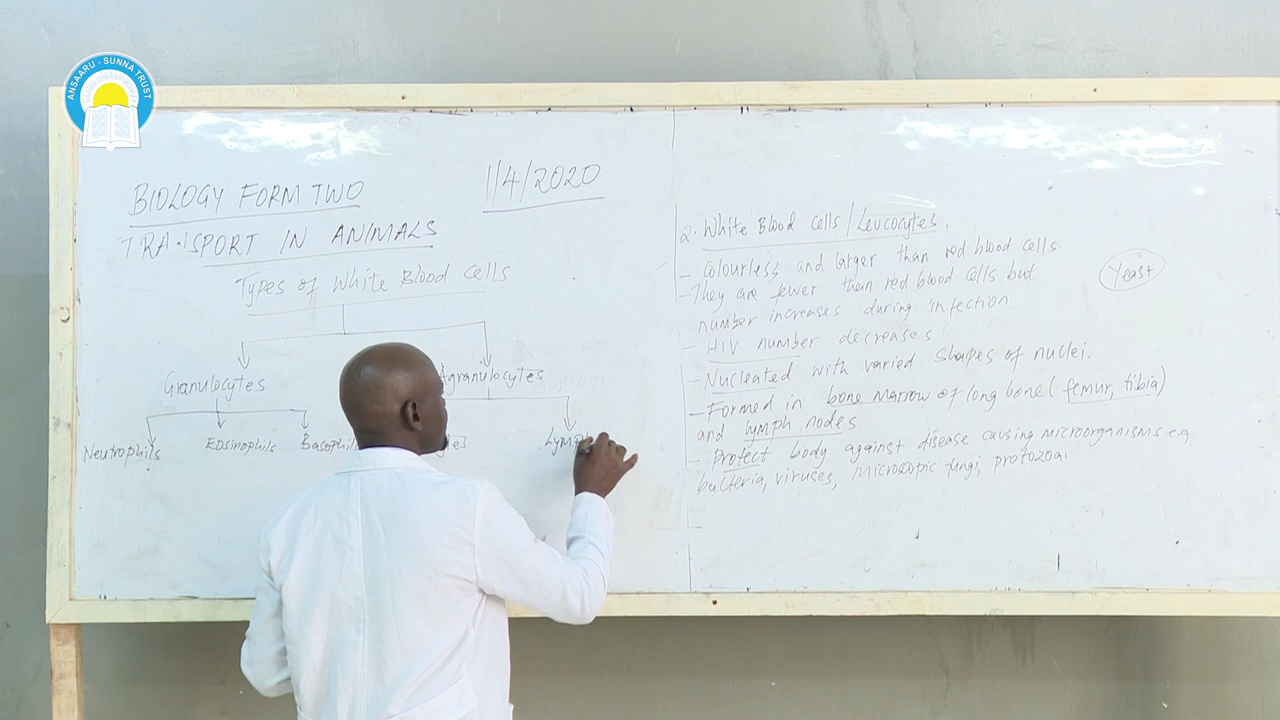 ANSAARU - SUNNA TRUST
BIOLOGY FORM TWO
1/4/2020
TRANSPORT IN ANIMALS
Types of White Blood Cells
Granulocytes
Agranulocytes
Neutrophils
Eosinophils
Basophils
2. White Blood Cells / Leucocytes.
- Colourless and larger than red blood cells.
- They are fewer than red blood cells but
number increases during infection
- HIV number decreases
- Nucleated with varied shapes of nuclei.
- Formed in bone marrow of long bone (femur, tibia)
and lymph nodes.
- Protect body against disease causing microorganisms eg
bacteria, viruses, microscopic fungi, protozoa.
Yeast